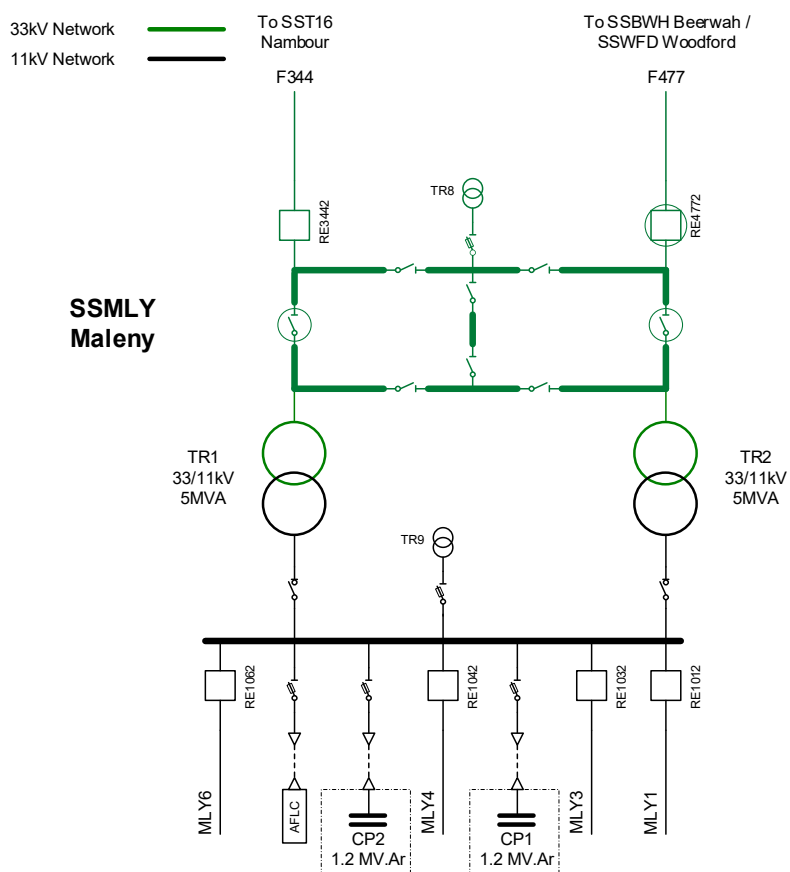 33kV Network
11kV Network
To SST16
Nambour
F344
To SSBWH Beerwah /
SSWFD Woodford
F477
TR8
RE3442
RE4772
SSMLY
Maleny
TR1
33/11kV
5MVA
TR2
33/11kV
5MVA
TR9
RE1062
RE1042
RE1032
RE1012
MLY6
AFLC
CP2
1.2 MV.Ar
MLY4
CP1
1.2 MV.Ar
MLY3
MLY1